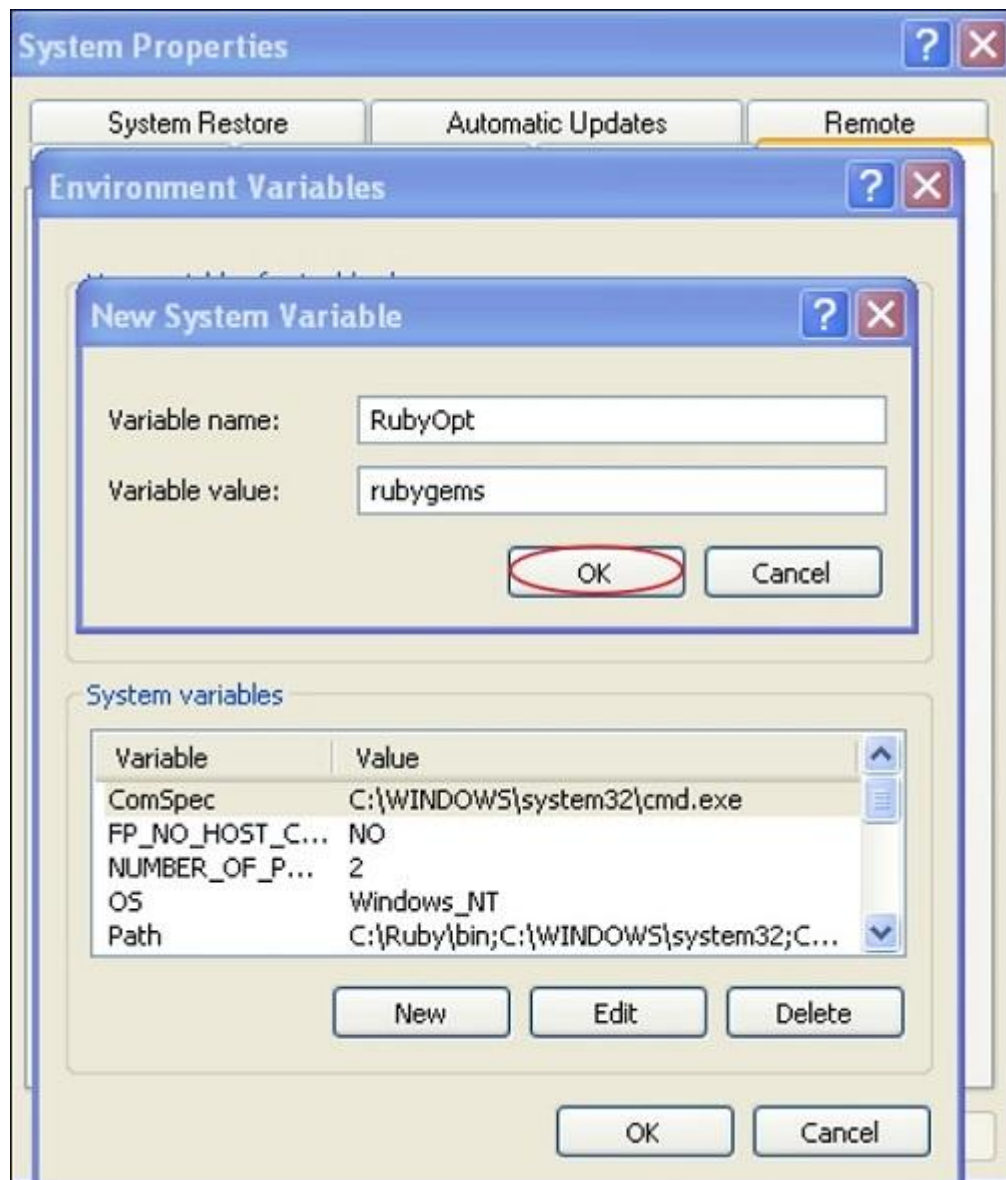 System Properties
System Restore Automatic Updates Remote
Environment Variables
New System Variable
Variable name: RubyOpt
Variable value: rubygems
OK Cancel
System variables
Variable Value
ComSpec C:\WINDOWS\system32\cmd.exe
FP_NO_HOST_C... NO
NUMBER_OF_P... 2
OS Windows_NT
Path C:\Ruby\bin;C:\WINDOWS\system32;C...
New Edit Delete
OK Cancel